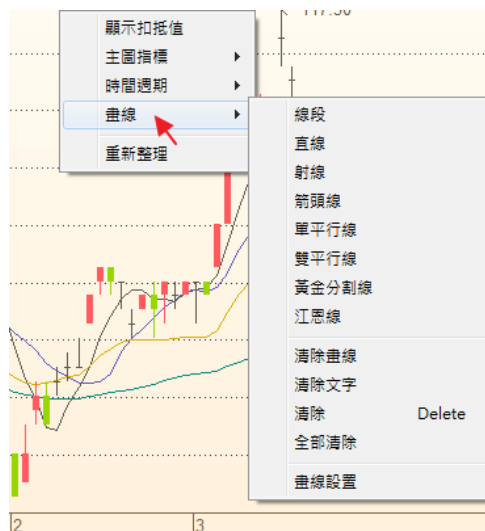 117.50
顯示扣抵值
主圖指標
時間週期
畫線
重新整理
線段
直線
射線
箭頭線
單平行線
雙平行線
黃金分割線
江恩線
清除畫線
清除文字
清除 Delete
全部清除
畫線設置
2 3